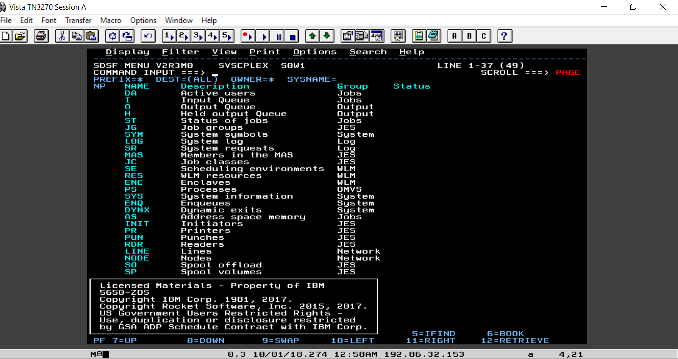 Vista TN3270 Session A
File Edit Font Transfer Macro Options Window Help
1 2 3 4 5 A B C ?
Display Filter View Print Options Search Help
SDSF MENU V2R3M0 SVSCPLEX S0W1 LINE 1-37 (49)
COMMAND INPUT ===> _ SCROLL ===> PAGE
PREFIX=* DEST=(ALL) OWNER=* SYSNAME=
NP NAME Description Group Status
DA Active users Jobs
I Input Queue Jobs
O Output Queue Output
H Held output Queue Output
ST Status of jobs Jobs
JG Job groups JES
SYM System symbols System
LOG System log Log
SR System requests Log
MAS Members in the MAS JES
JC Job classes JES
SE Scheduling environments WLM
RES WLM resources WLM
ENC Enclaves WLM
PS Processes OMVS
SYS System information System
ENQ Enqueues System
DYNX Dynamic exits System
AS Address space memory Jobs
INIT Initiators JES
PR Printers JES
PUN Punches JES
RDR Readers JES
LINE Lines Network
NODE Nodes Network
SO Spool offload JES
SP Spool volumes JES
Licensed Materials - Property of IBM
5650-ZOS
Copyright IBM Corp. 1981, 2017.
Copyright Rocket Software, Inc. 2015, 2017.
US Government Users Restricted Rights -
Use, duplication or disclosure restricted
by GSA ADP Schedule Contract with IBM Corp.
5=IFIND 6=BOOK
PF 7=UP 8=DOWN 9=SWAP 10=LEFT 11=RIGHT 12=RETRIEVE
0.3 10/01/18.274 12:50AM 192.86.32.153 a 4,21